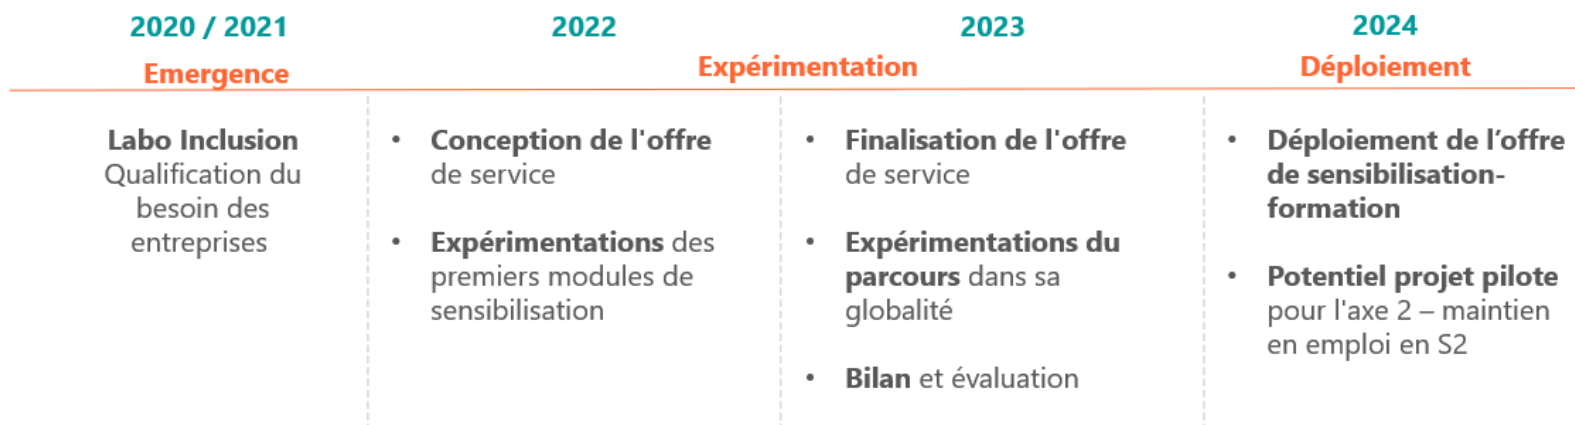 2020 / 2021
Emergence
Labo Inclusion
Qualification du
besoin des
entreprises
2022
2023
Expérimentation
• Conception de l'offre
de service
• Expérimentations des
premiers modules de
sensibilisation
• Finalisation de l'offre
de service
• Expérimentations du
parcours dans sa
globalité
• Bilan et évaluation
2024
Déploiement
• Déploiement de l’offre
de sensibilisation-
formation
• Potentiel projet pilote
pour l'axe 2 – maintien
en emploi en S2